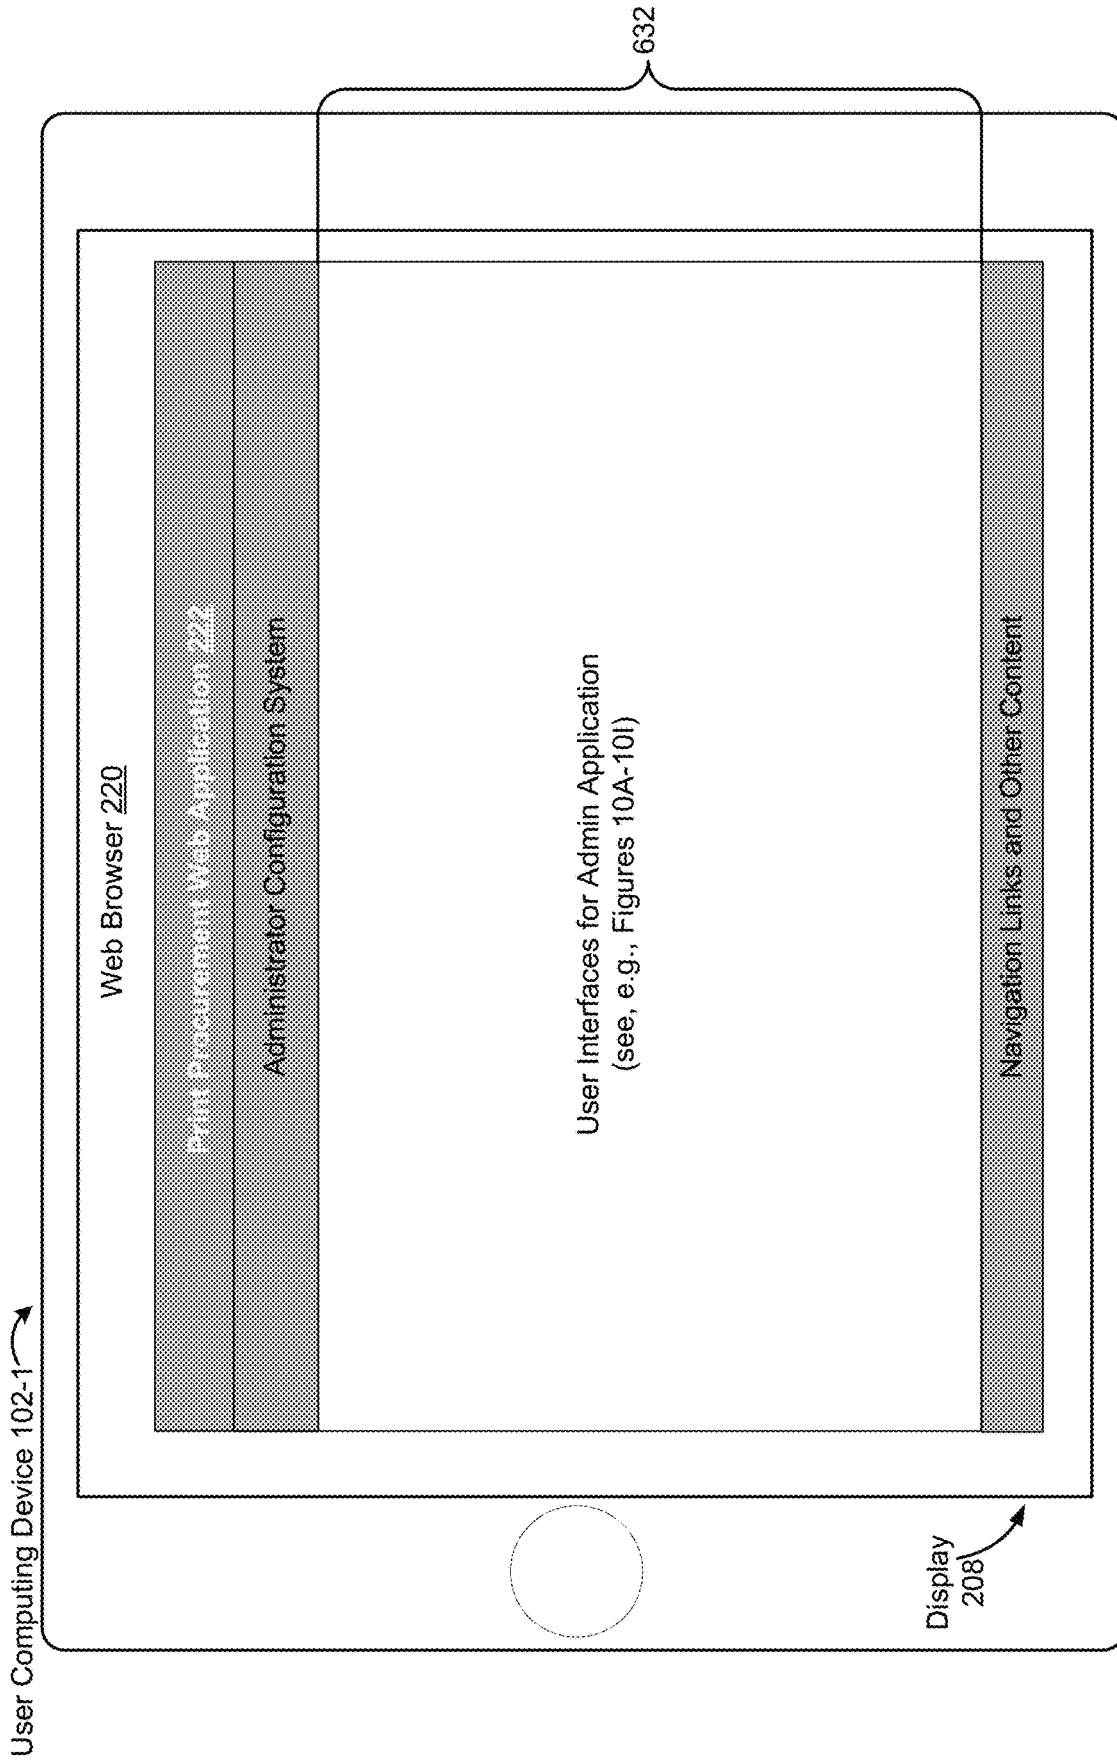 User Computing Device 102-1
Web Browser 220
Print Procurement Web Application 222
Administrator Configuration System
User Interfaces for Admin Application
(see, e.g., Figures 10A-10I)
632
Navigation Links and Other Content
Display
208